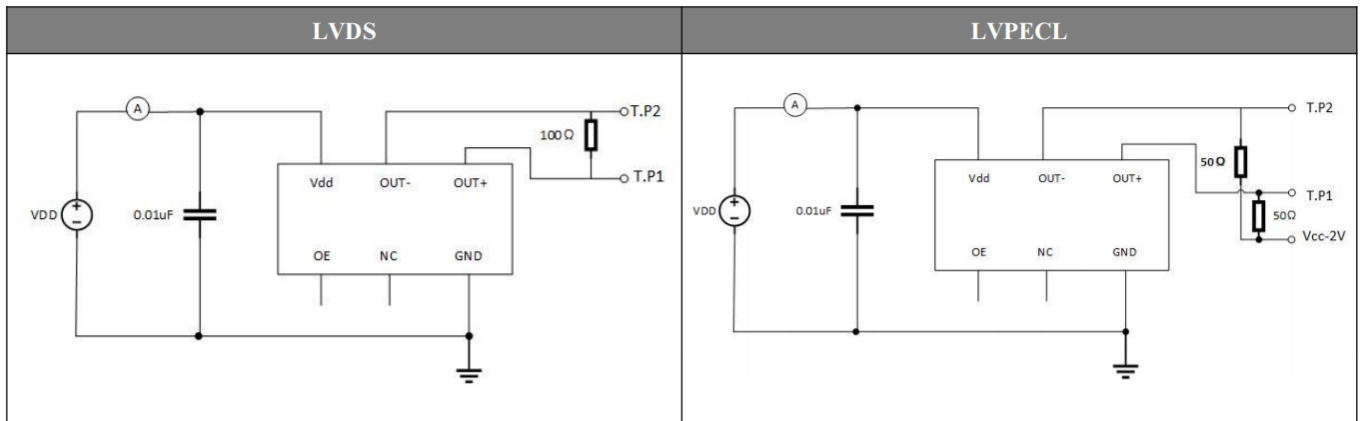 LVDS
LVPECL
A
T.P2
100Ω
T.P1
Vdd OUT- OUT+
VDD
+
−
0.01uF
OE NC GND
A
T.P2
50Ω
Vdd OUT- OUT+
T.P1
VDD
+
−
0.01uF
50Ω
Vcc-2V
OE NC GND